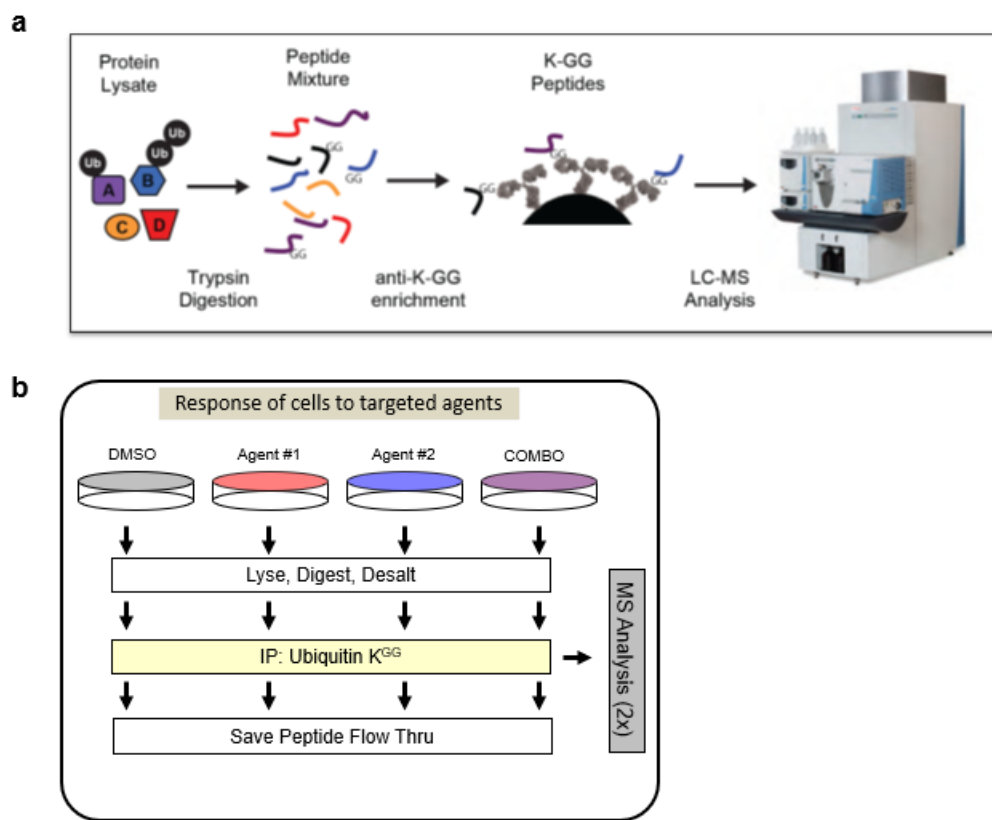 a
Protein
Lysate
Peptide
Mixture
K-GG
Peptides
Ub
Ub
Ub
A
B
C
D
GG
GG
GG
GG
GG
GG
Trypsin
Digestion
anti-K-GG
enrichment
LC-MS
Analysis
b
Response of cells to targeted agents
DMSO
Agent #1
Agent #2
COMBO
Lyse, Digest, Desalt
IP: Ubiquitin K^GG
MS Analysis (2x)
Save Peptide Flow Thru